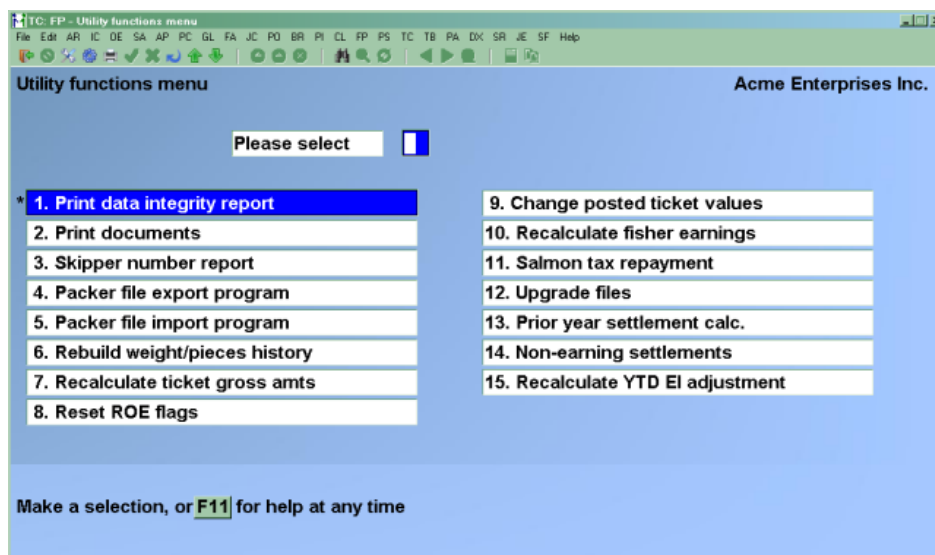 TC: FP - Utility functions menu
File Edit AR IC OE SA AP PC GL FA JC PO BR PI CL FP PS TC TB PA DX SR JE SF Help
Utility functions menu Acme Enterprises Inc.
Please select
* 1. Print data integrity report
2. Print documents
3. Skipper number report
4. Packer file export program
5. Packer file import program
6. Rebuild weight/pieces history
7. Recalculate ticket gross amts
8. Reset ROE flags
9. Change posted ticket values
10. Recalculate fisher earnings
11. Salmon tax repayment
12. Upgrade files
13. Prior year settlement calc.
14. Non-earning settlements
15. Recalculate YTD EI adjustment
Make a selection, or F11 for help at any time